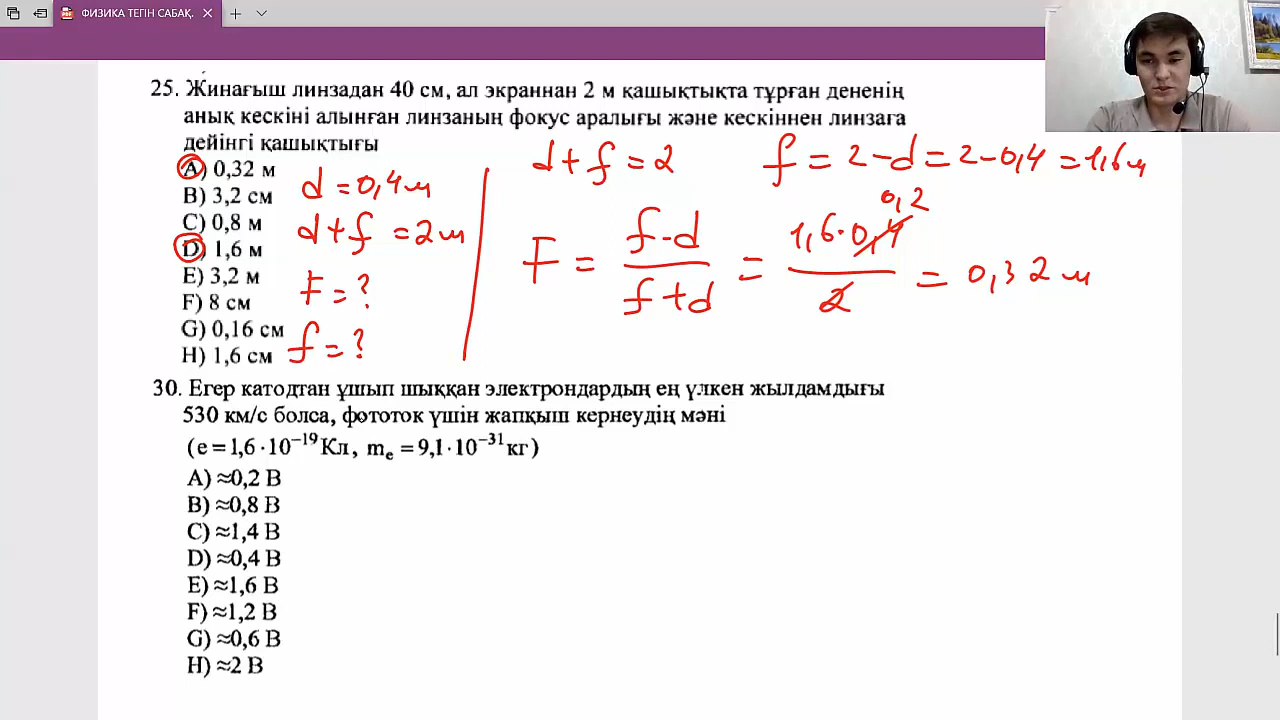 ФИЗИКА ТЕГІН САБАҚ.
25. Жинағыш линзадан 40 см, ал экраннан 2 м қашықтықта тұрған дененің
анық кескіні алынған линзаның фокус аралығы және кескіннен линзаға
дейінгі қашықтығы
A) 0,32 м
B) 3,2 см
C) 0,8 м
D) 1,6 м
E) 3,2 м
F) 8 см
G) 0,16 см
H) 1,6 см
d = 0,4 м
d + f = 2 м
F = ?
f = ?
d + f = 2
f = 2 - d = 2 - 0,4 = 1,6 м
F = f · d / f + d = 1,6 · 0,4 / 2 = 0,32 м
0,2
30. Егер катодтан ұшып шыққан электрондардың ең үлкен жылдамдығы
530 км/с болса, фототок үшін жапқыш кернеудің мәні
(e = 1,6 · 10⁻¹⁹ Кл, mₑ = 9,1 · 10⁻³¹ кг)
A) ≈0,2 В
B) ≈0,8 В
C) ≈1,4 В
D) ≈0,4 В
E) ≈1,6 В
F) ≈1,2 В
G) ≈0,6 В
H) ≈2 В